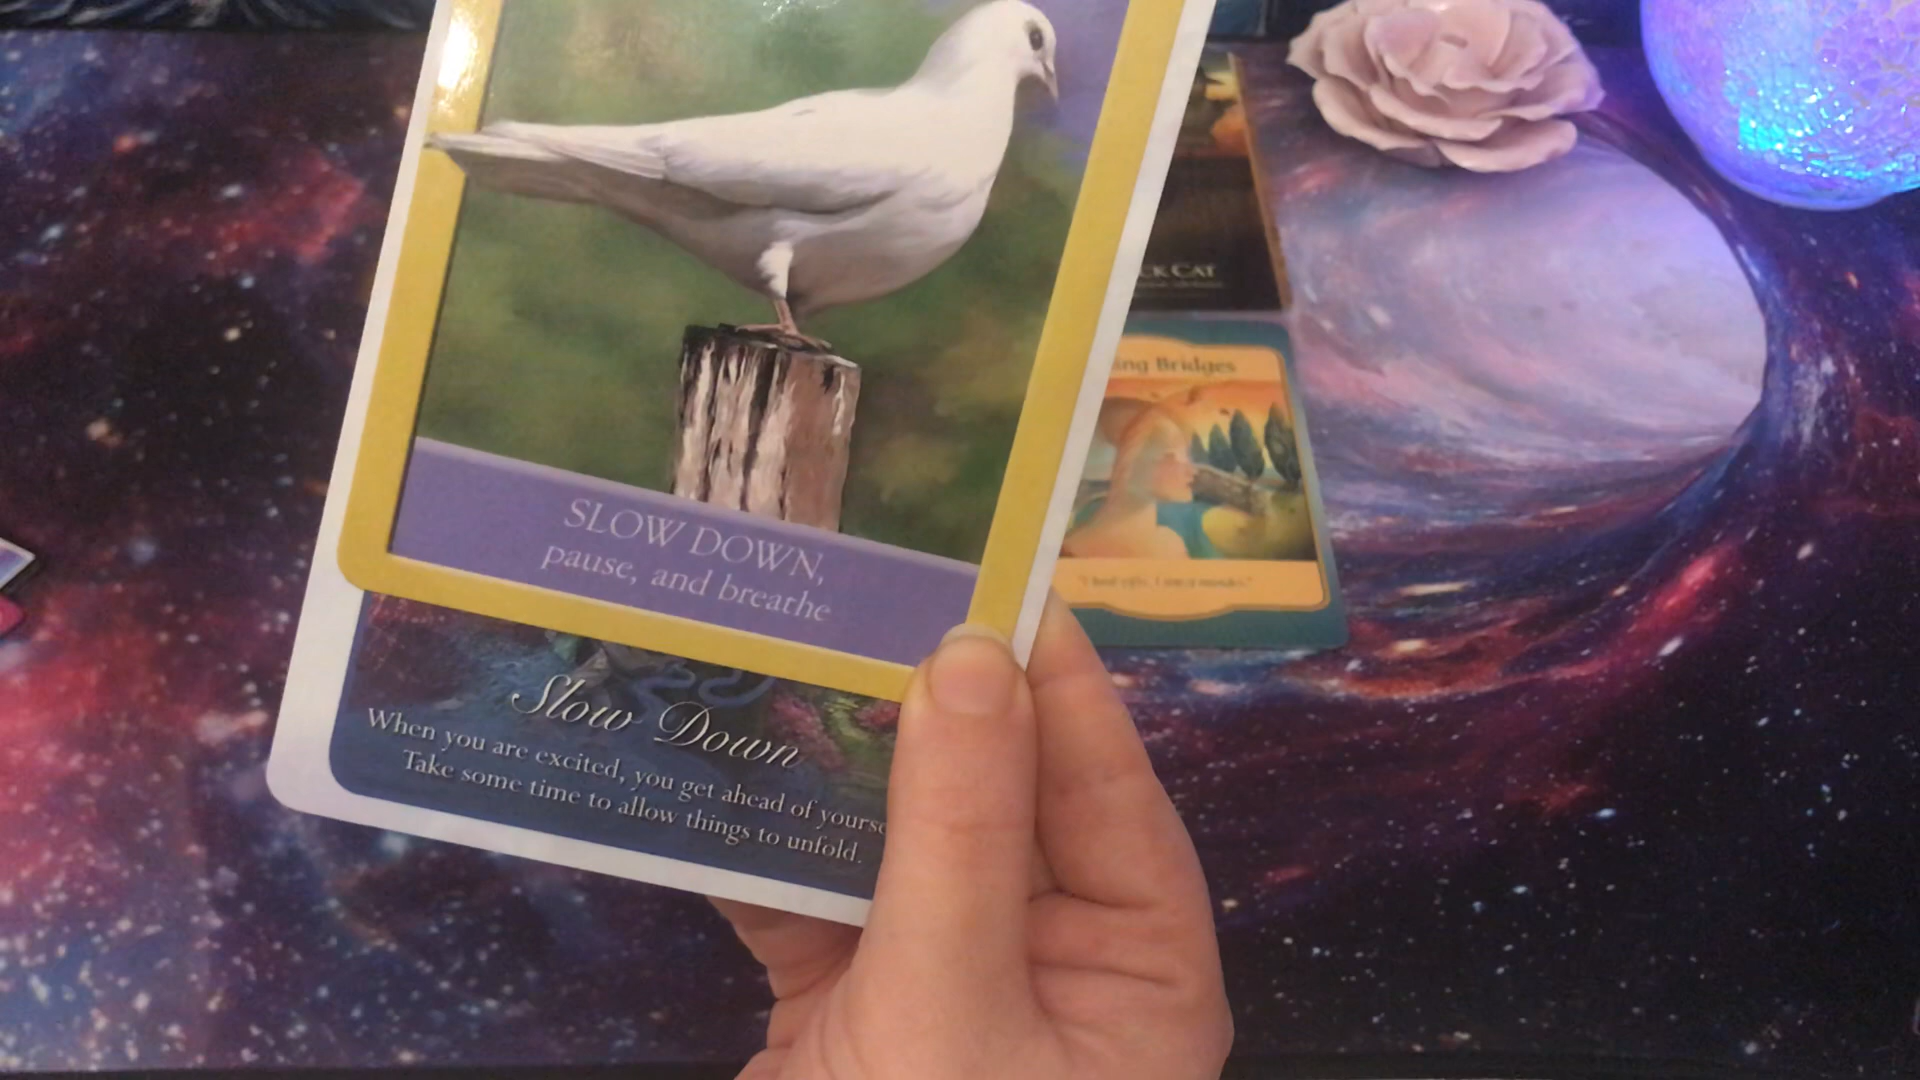 CK CAT
ing Bridges
SLOW DOWN,
pause, and breathe
Slow Down
When you are excited, you get ahead of yourse
Take some time to allow things to unfold.